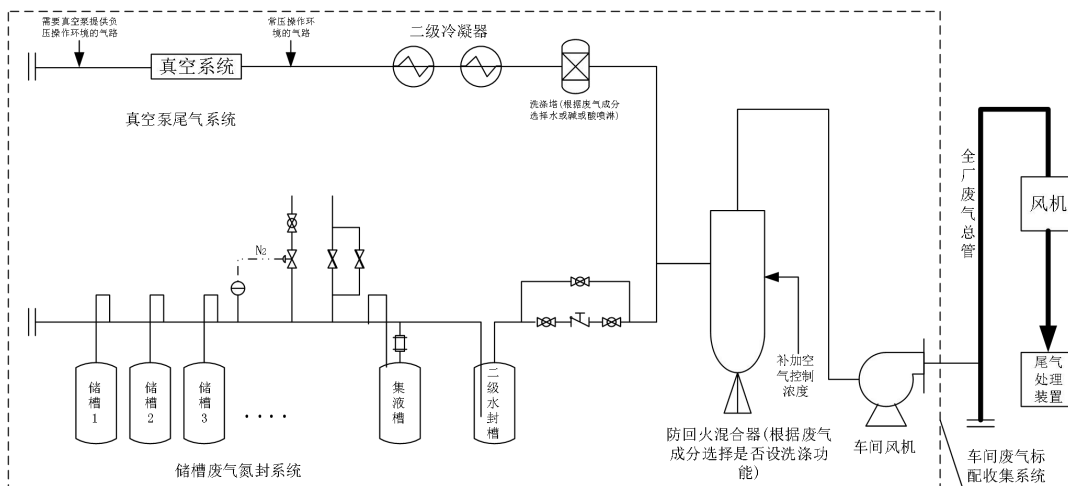 需要真空泵提供负
压操作环境的气路
常压操作环
境的气路
二级冷凝器
真空系统
真空泵尾气系统
洗涤塔(根据废气成分
选择水或碱或酸喷淋)
全厂废气总管
风机
N2
补加空
气控制
浓度
尾气
处理
装置
储槽1
储槽2
储槽3
....
集液槽
二级水封槽
防回火混合器(根据废气
成分选择是否设洗涤功
能)
车间风机
车间废气标
配收集系统
储槽废气氮封系统